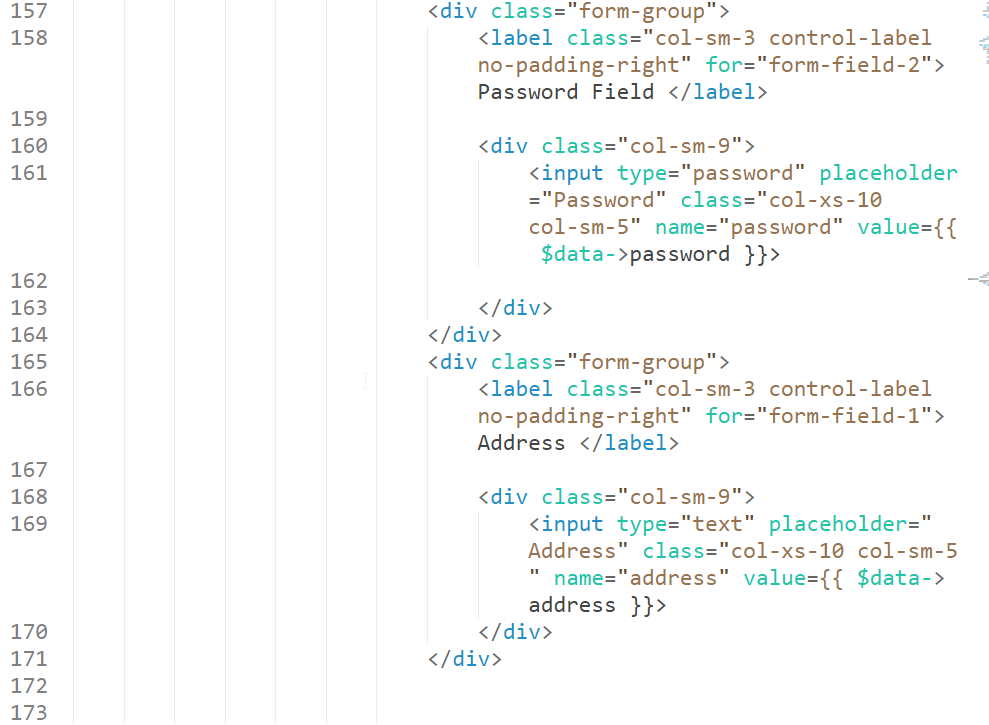 157 <div class="form-group">
158 <label class="col-sm-3 control-label
no-padding-right" for="form-field-2">
Password Field </label>
159
160 <div class="col-sm-9">
161 <input type="password" placeholder
="Password" class="col-xs-10
col-sm-5" name="password" value={{
$data->password }}>
162
163 </div>
164 </div>
165 <div class="form-group">
166 <label class="col-sm-3 control-label
no-padding-right" for="form-field-1">
Address </label>
167
168 <div class="col-sm-9">
169 <input type="text" placeholder="
Address" class="col-xs-10 col-sm-5
" name="address" value={{ $data->
address }}>
170 </div>
171 </div>
172
173